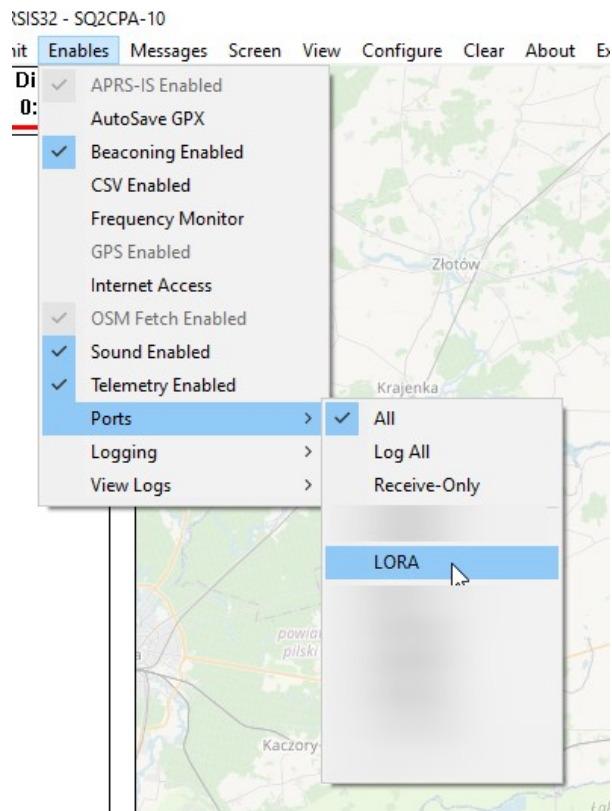 RSIS32 - SQ2CPA-10
nit Enables Messages Screen View Configure Clear About Ex
Di
0:
APRS-IS Enabled
AutoSave GPX
Beaconing Enabled
CSV Enabled
Frequency Monitor
GPS Enabled
Internet Access
OSM Fetch Enabled
Sound Enabled
Telemetry Enabled
Ports
Logging
View Logs
All
Log All
Receive-Only
LORA
Złotów
Krajenka
powiat
pilski
Kaczory